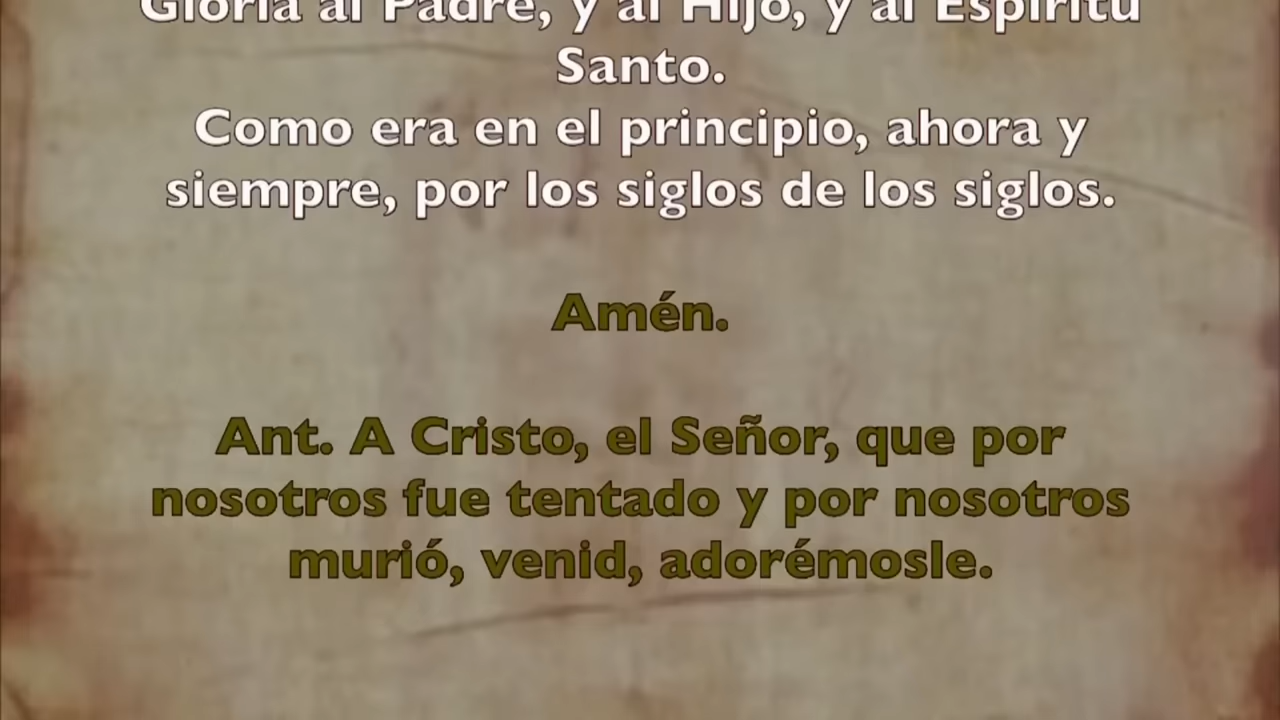 Gloria al Padre, y al Hijo, y al Espíritu
Santo.
Como era en el principio, ahora y
siempre, por los siglos de los siglos.
Amén.
Ant. A Cristo, el Señor, que por
nosotros fue tentado y por nosotros
murió, venid, adorémosle.